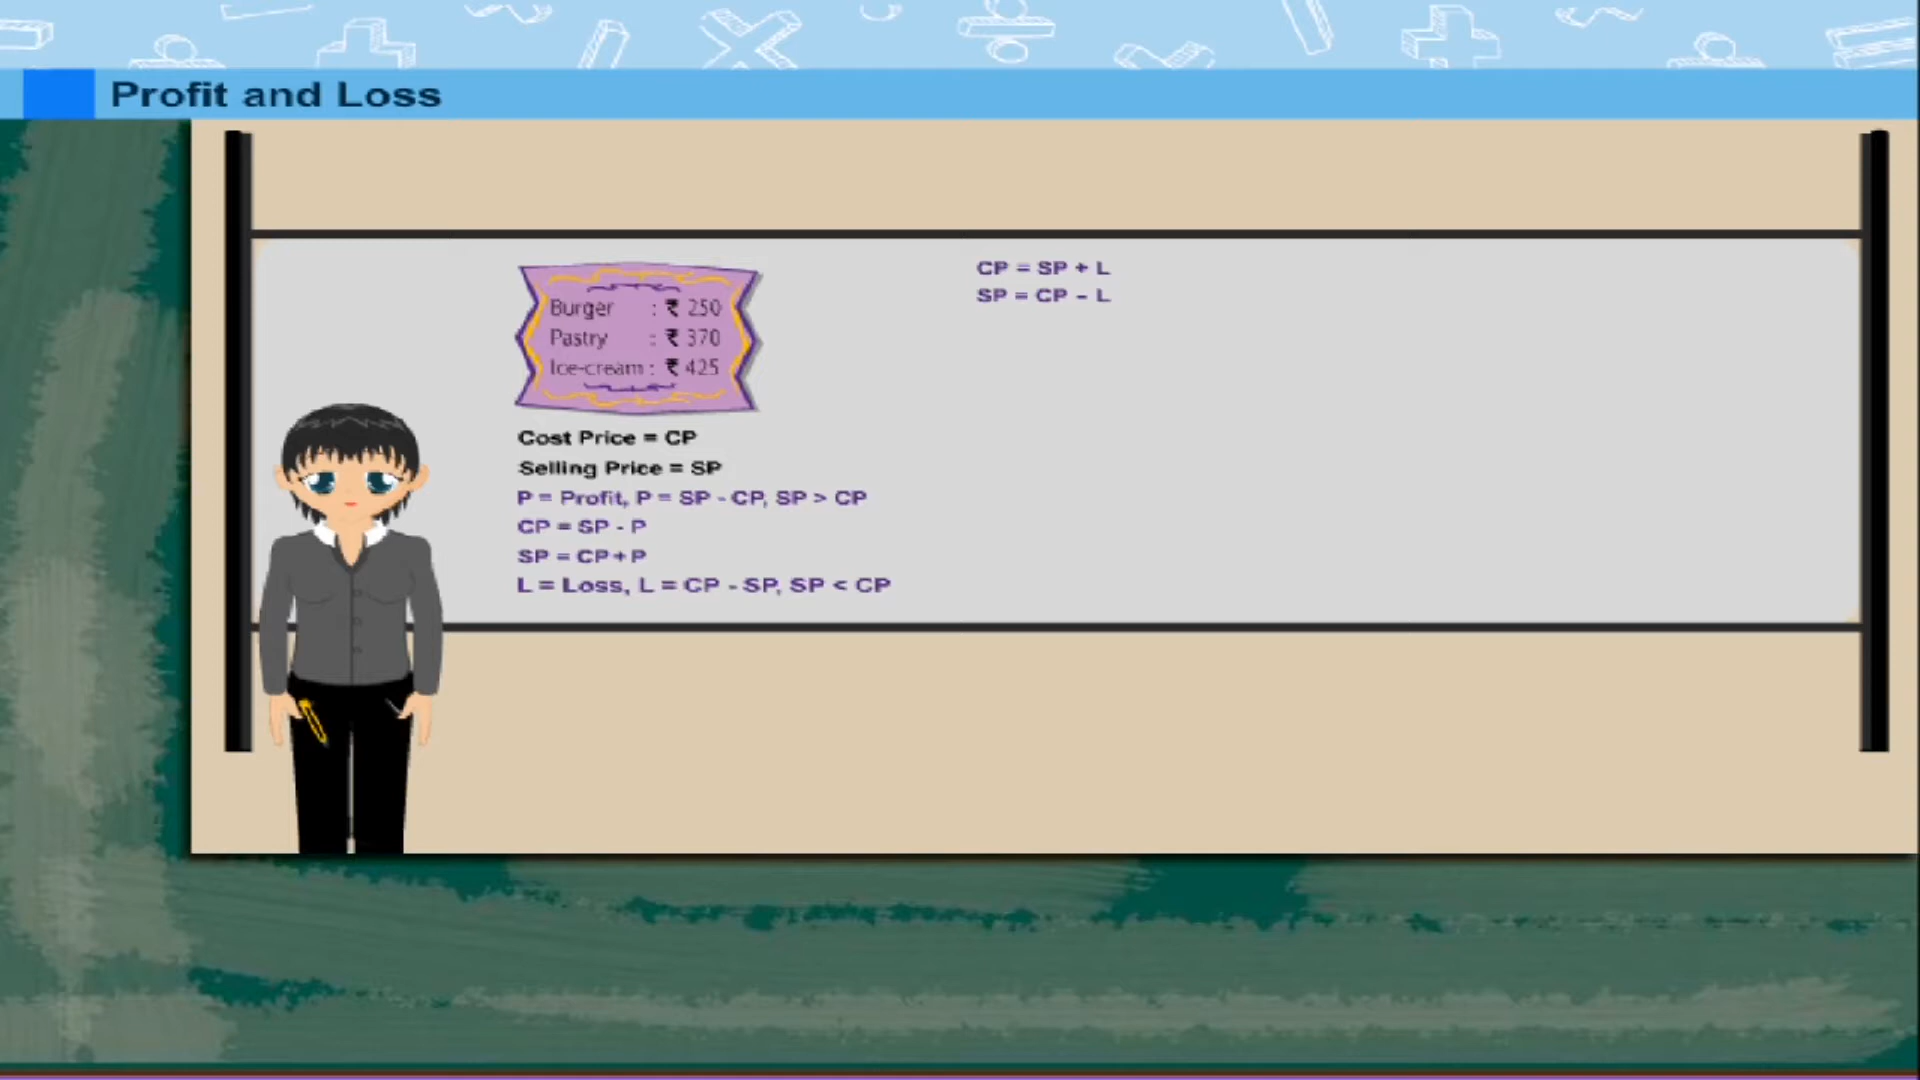 Profit and Loss
Burger : ₹ 250
Pastry : ₹ 370
Ice-cream : ₹ 425
Cost Price = CP
Selling Price = SP
P = Profit, P = SP - CP, SP > CP
CP = SP - P
SP = CP + P
L = Loss, L = CP - SP, SP < CP
CP = SP + L
SP = CP – L